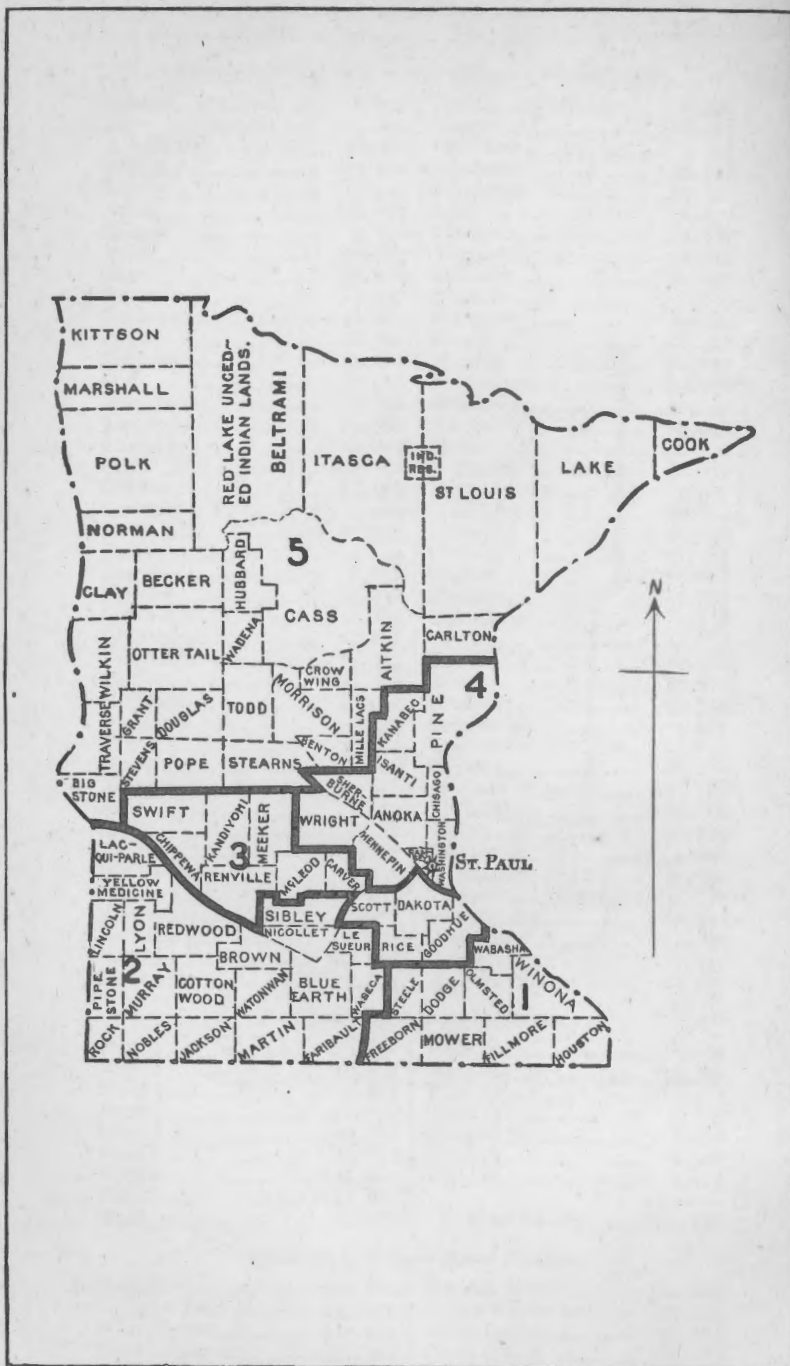 N
KITTSON
MARSHALL
POLK
NORMAN
RED LAKE UNCED-
ED INDIAN LANDS.
BELTRAMI
ITASCA
IND.
RES.
ST LOUIS
LAKE
COOK
CLAY
BECKER
HUBBARD
5
CASS
WILKIN
OTTER TAIL
WADENA
CROW
WING
AITKIN
CARLTON
4
TRAVERSE
GRANT
DOUGLAS
TODD
MORRISON
MILLE LACS
KANABEC
PINE
STEVENS
POPE
STEARNS
BENTON
ISANTI
CHISAGO
BIG
STONE
SWIFT
KANDIYOHI
MEEKER
SHER-
BURNE
WRIGHT
ANOKA
WASHINGTON
HENNEPIN
ST. PAUL
LAC-
QUI-PARLE
CHIPPEWA
3
RENVILLE
MCLEOD
CARVER
YELLOW
MEDICINE
SCOTT
DAKOTA
LINCOLN
LYON
REDWOOD
SIBLEY
NICOLLET
LE
SUEUR
RICE
GOODHUE
WABASHA
BROWN
PIPE
STONE
2
MURRAY
COTTON
WOOD
WATONWAN
BLUE
EARTH
WASECA
STEELE
DODGE
OLMSTED
1
WINONA
ROCK
NOBLES
JACKSON
MARTIN
FARIBAULT
FREEBORN
MOWER
FILLMORE
HOUSTON